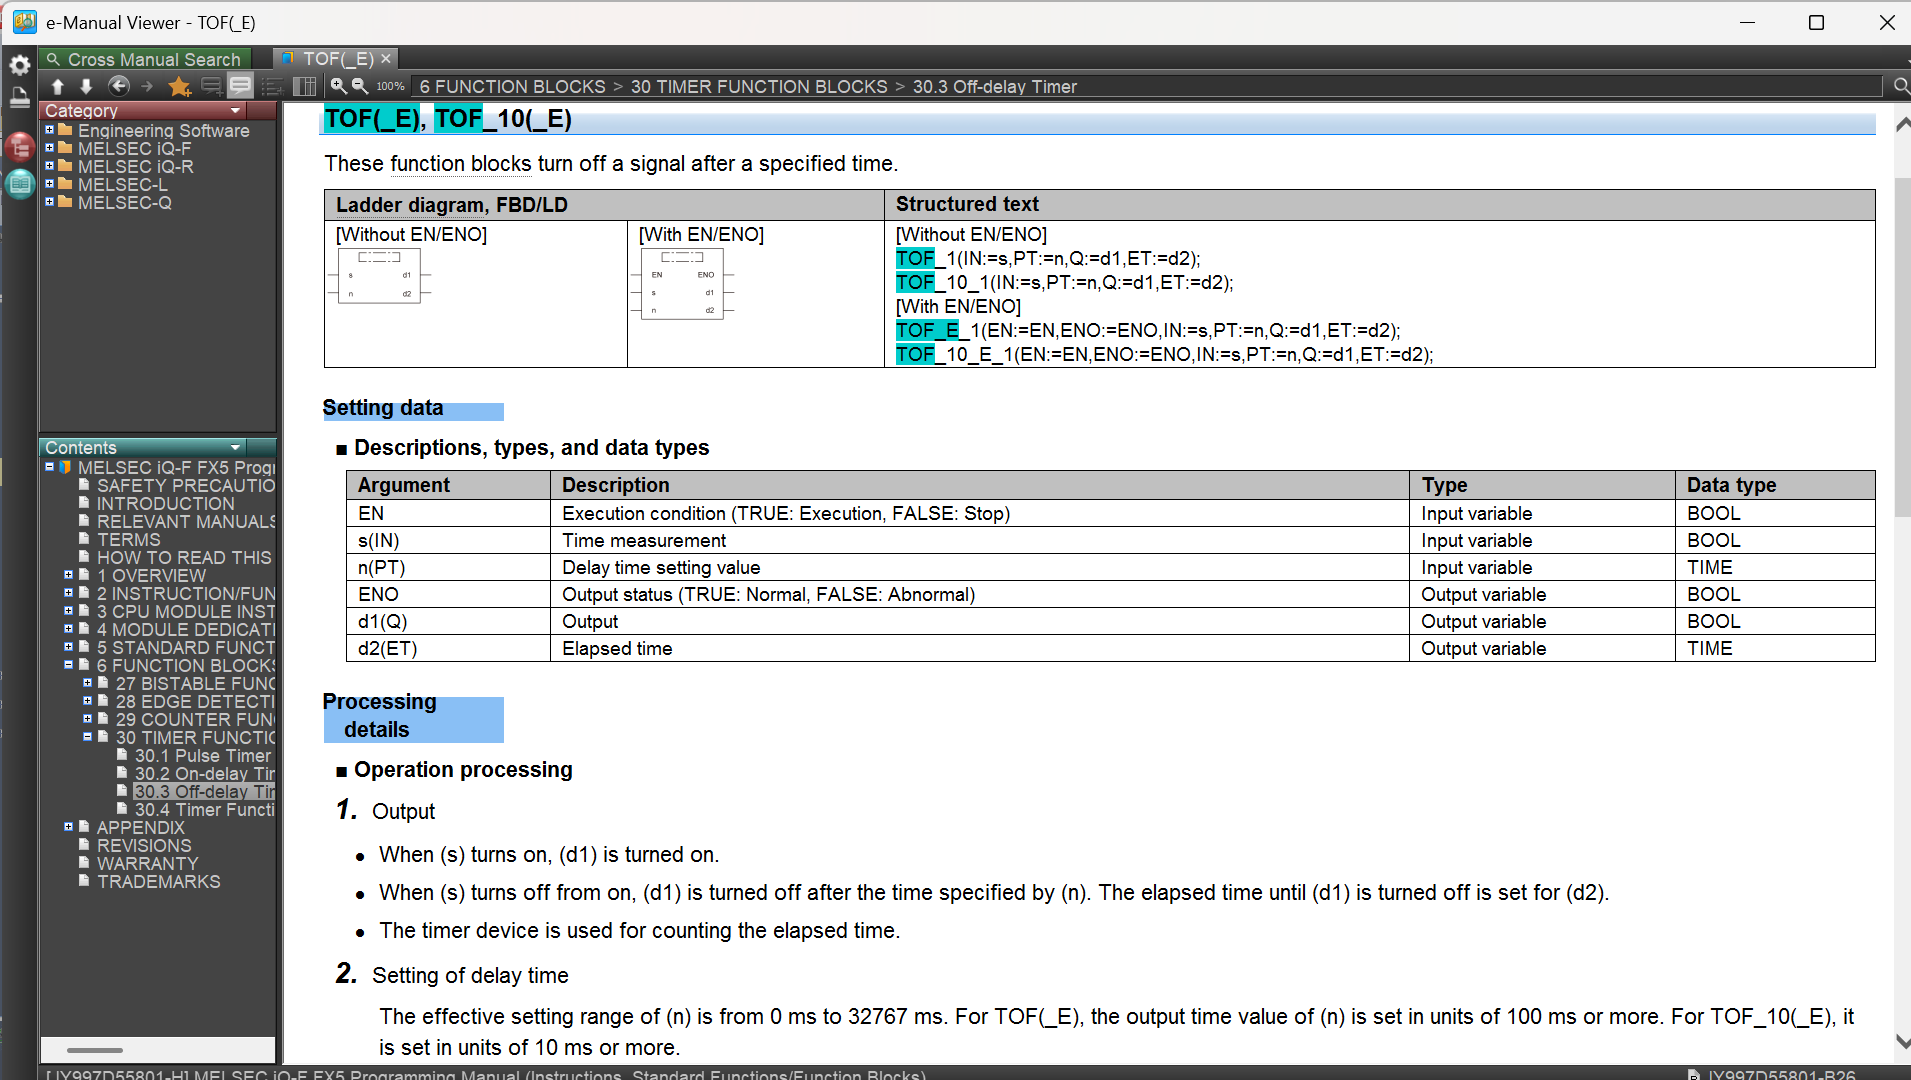 e-Manual Viewer - TOF(_E)
Cross Manual Search
TOF(_E) ×
100%
6 FUNCTION BLOCKS > 30 TIMER FUNCTION BLOCKS > 30.3 Off-delay Timer
Category
Engineering Software
MELSEC iQ-F
MELSEC iQ-R
MELSEC-L
MELSEC-Q
Contents
MELSEC iQ-F FX5 Progr
SAFETY PRECAUTIO
INTRODUCTION
RELEVANT MANUALS
TERMS
HOW TO READ THIS
1 OVERVIEW
2 INSTRUCTION/FUN
3 CPU MODULE INST
4 MODULE DEDICATI
5 STANDARD FUNCT
6 FUNCTION BLOCKS
27 BISTABLE FUNC
28 EDGE DETECTI
29 COUNTER FUN
30 TIMER FUNCTIO
30.1 Pulse Timer
30.2 On-delay Tim
30.3 Off-delay Tim
30.4 Timer Functi
APPENDIX
REVISIONS
WARRANTY
TRADEMARKS
TOF(_E), TOF_10(_E)
These function blocks turn off a signal after a specified time.
Ladder diagram, FBD/LD
Structured text
[Without EN/ENO]
s d1
n d2
[With EN/ENO]
EN ENO
s d1
n d2
[Without EN/ENO]
TOF_1(IN:=s,PT:=n,Q:=d1,ET:=d2);
TOF_10_1(IN:=s,PT:=n,Q:=d1,ET:=d2);
[With EN/ENO]
TOF_E_1(EN:=EN,ENO:=ENO,IN:=s,PT:=n,Q:=d1,ET:=d2);
TOF_10_E_1(EN:=EN,ENO:=ENO,IN:=s,PT:=n,Q:=d1,ET:=d2);
Setting data
■ Descriptions, types, and data types
Argument Description Type Data type
EN Execution condition (TRUE: Execution, FALSE: Stop) Input variable BOOL
s(IN) Time measurement Input variable BOOL
n(PT) Delay time setting value Input variable TIME
ENO Output status (TRUE: Normal, FALSE: Abnormal) Output variable BOOL
d1(Q) Output Output variable BOOL
d2(ET) Elapsed time Output variable TIME
Processing
details
■ Operation processing
1. Output
• When (s) turns on, (d1) is turned on.
• When (s) turns off from on, (d1) is turned off after the time specified by (n). The elapsed time until (d1) is turned off is set for (d2).
• The timer device is used for counting the elapsed time.
2. Setting of delay time
The effective setting range of (n) is from 0 ms to 32767 ms. For TOF(_E), the output time value of (n) is set in units of 100 ms or more. For TOF_10(_E), it
is set in units of 10 ms or more.
[JY997D55801-H] MELSEC iQ-F FX5 Programming Manual (Instructions, Standard Functions/Function Blocks)
JY997D55801-B26